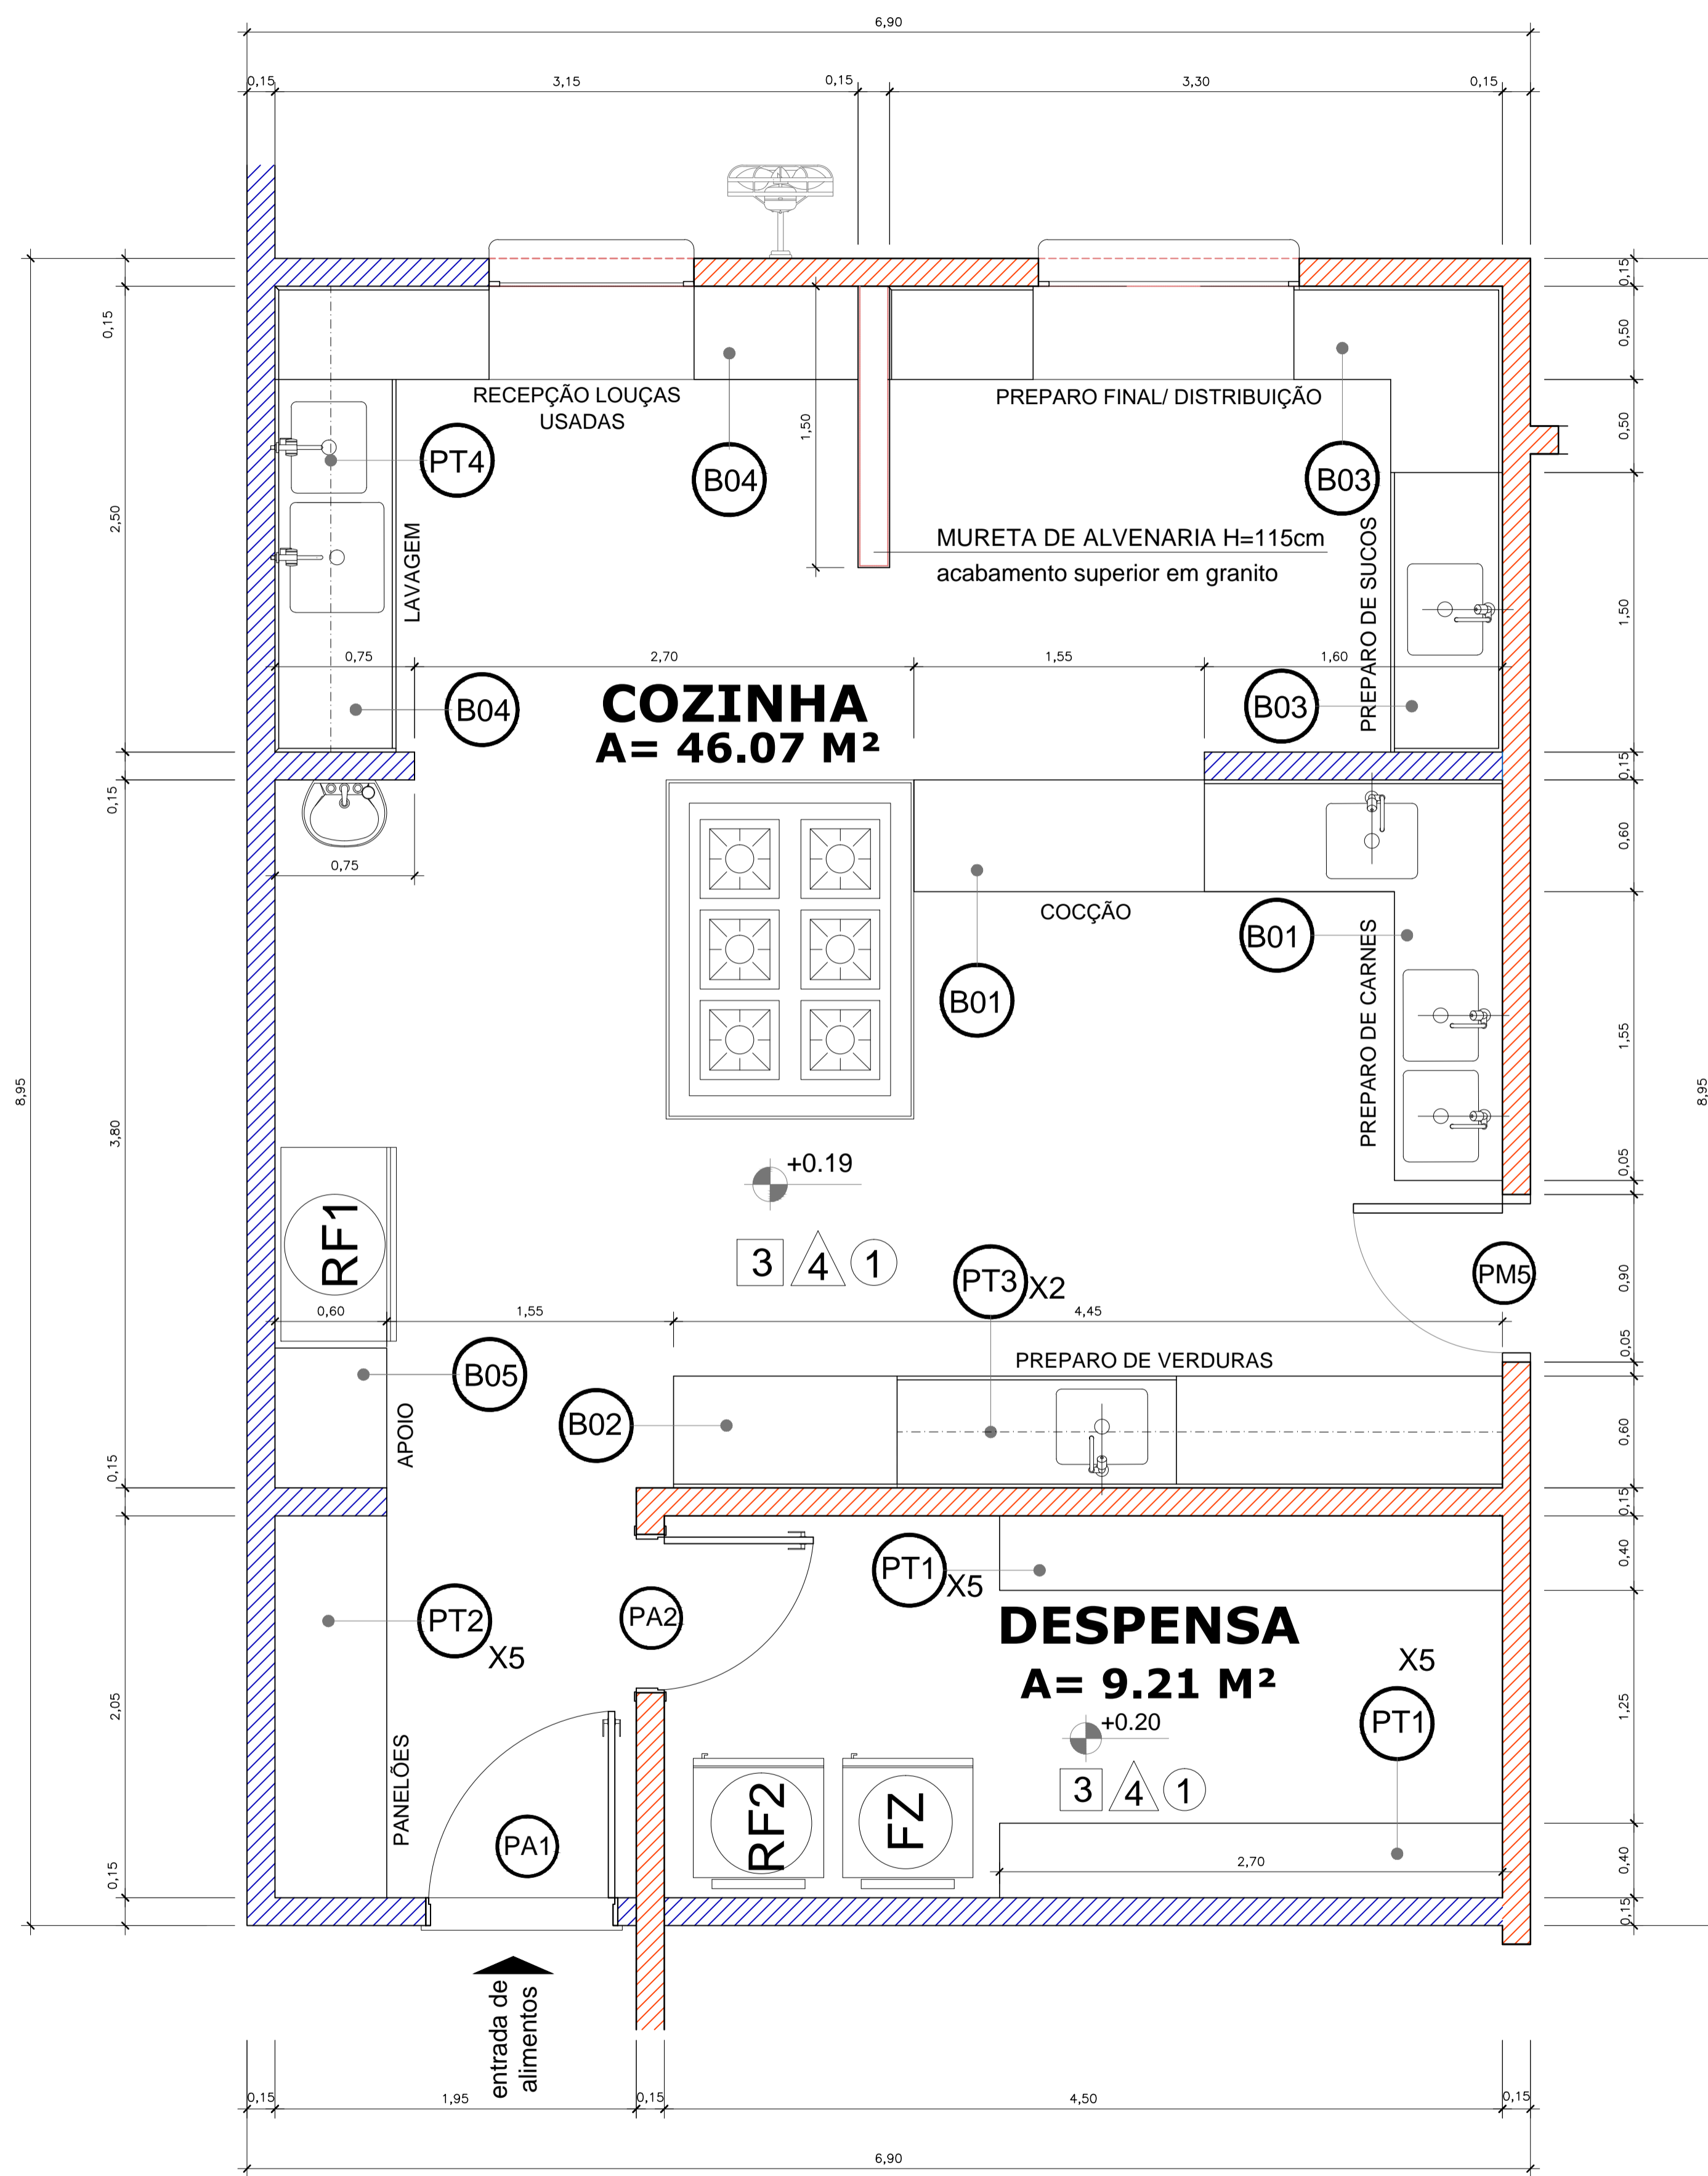 6,90
0,15
3,15
0,15
3,30
0,15
0,15
0,15
0,50
RECEPÇÃO LOUÇAS
USADAS
PREPARO FINAL/ DISTRIBUIÇÃO
1,50
0,50
PT4
B04
B03
2,50
LAVAGEM
MURETA DE ALVENARIA H=115cm
acabamento superior em granito
PREPARO DE SUCOS
1,50
0,75
2,70
1,55
1,60
B04
COZINHA
A= 46.07 M²
B03
0,15
0,15
0,60
0,75
COCÇÃO
B01
B01
PREPARO DE CARNES
1,55
8,95
8,95
3,80
+0.19
0,05
RF1
3
4
1
PT3
X2
PM5
0,90
0,60
1,55
4,45
0,05
PREPARO DE VERDURAS
B05
APOIO
B02
0,60
0,15
0,15
PT1
X5
0,40
PT2
X5
PA2
DESPENSA
A= 9.21 M²
X5
PT1
1,25
2,05
+0.20
PANELÕES
PA1
RF2
FZ
3
4
1
2,70
0,40
0,15
0,15
entrada de
alimentos
0,15
1,95
0,15
4,50
0,15
6,90